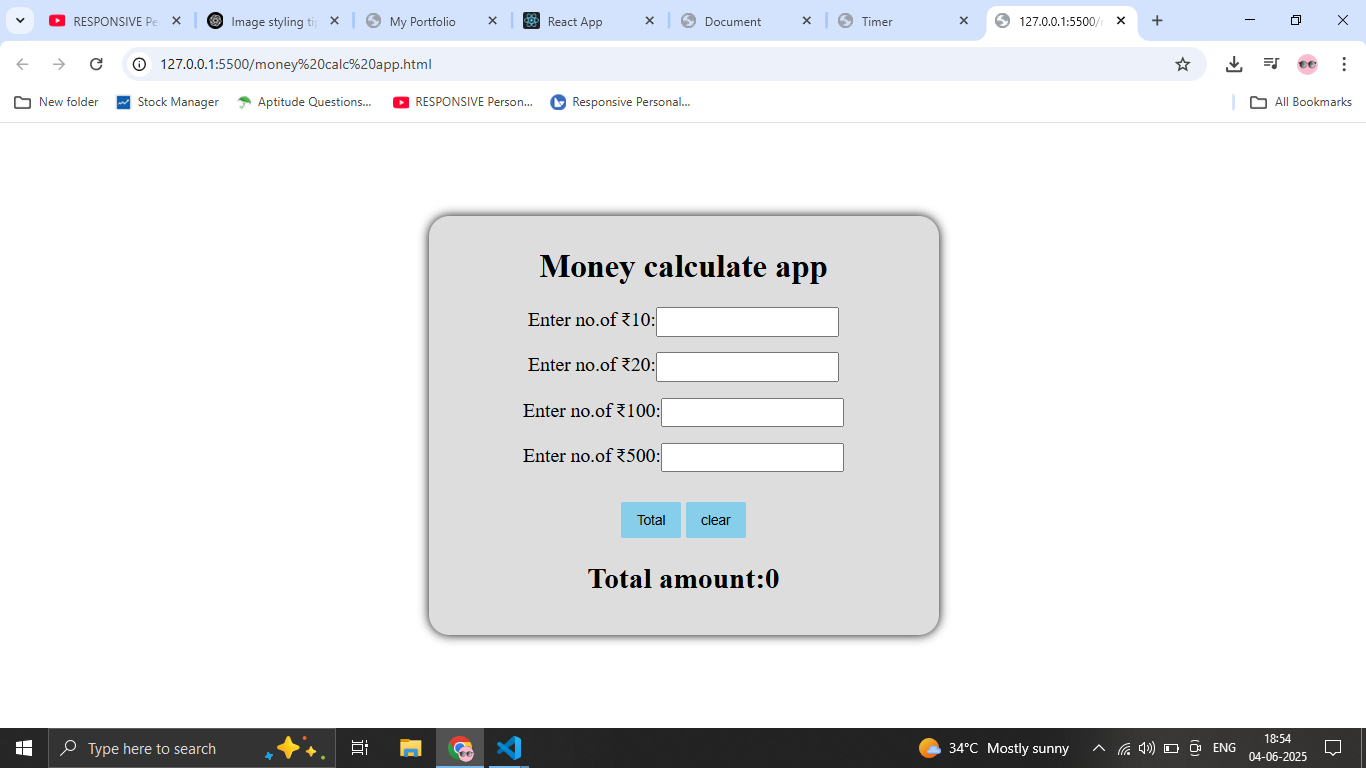 RESPONSIVE Pe
Image styling ti
My Portfolio
React App
Document
Timer
127.0.0.1:5500/
127.0.0.1:5500/money%20calc%20app.html
New folder
Stock Manager
Aptitude Questions...
RESPONSIVE Person...
Responsive Personal...
All Bookmarks
Money calculate app
Enter no.of ₹10:
Enter no.of ₹20:
Enter no.of ₹100:
Enter no.of ₹500:
Total
clear
Total amount:0
Type here to search
34°C Mostly sunny
ENG
18:54
04-06-2025